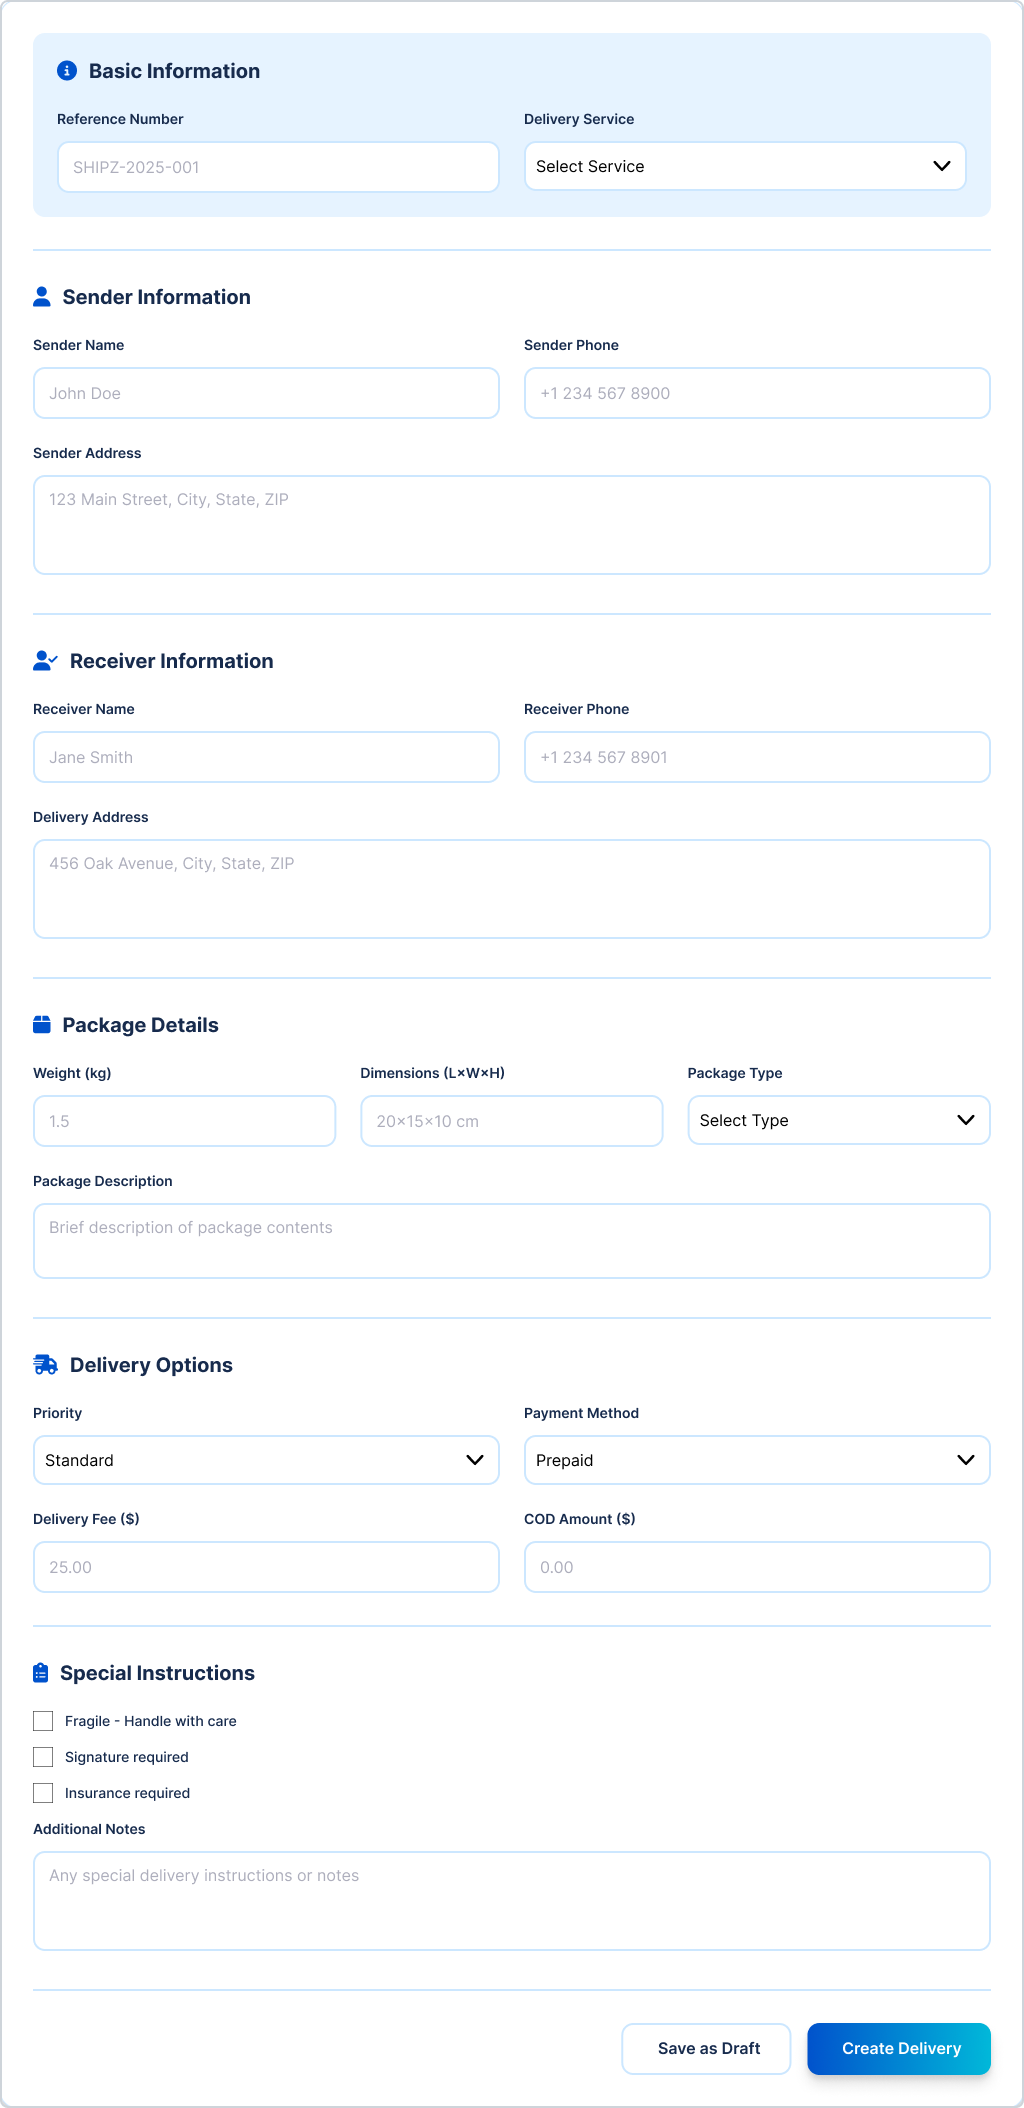 Basic Information
Reference Number
Delivery Service
SHIPZ-2025-001
Select Service
Sender Information
Sender Name
Sender Phone
John Doe
+1 234 567 8900
Sender Address
123 Main Street, City, State, ZIP
Receiver Information
Receiver Name
Receiver Phone
Jane Smith
+1 234 567 8901
Delivery Address
456 Oak Avenue, City, State, ZIP
Package Details
Weight (kg)
Dimensions (L×W×H)
Package Type
1.5
20×15×10 cm
Select Type
Package Description
Brief description of package contents
Delivery Options
Priority
Payment Method
Standard
Prepaid
Delivery Fee ($)
COD Amount ($)
25.00
0.00
Special Instructions
Fragile - Handle with care
Signature required
Insurance required
Additional Notes
Any special delivery instructions or notes
Save as Draft
Create Delivery